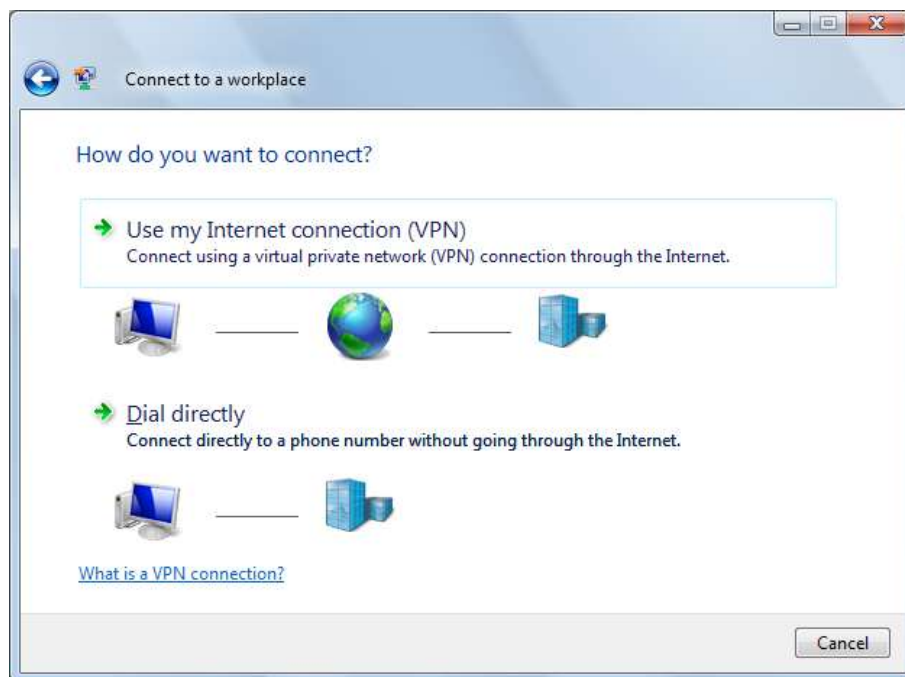 Connect to a workplace
How do you want to connect?
Use my Internet connection (VPN)
Connect using a virtual private network (VPN) connection through the Internet.
Dial directly
Connect directly to a phone number without going through the Internet.
What is a VPN connection?
Cancel